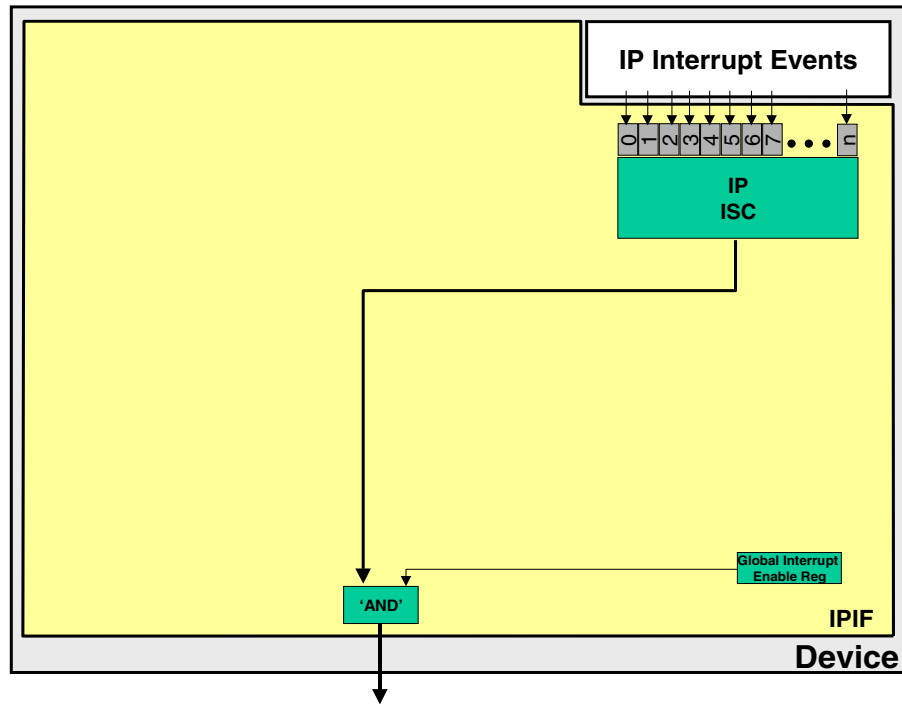 IP Interrupt Events
0 1 2 3 4 5 6 7 • • • n
IP
ISC
Global Interrupt
Enable Reg
‘AND’
IPIF
Device